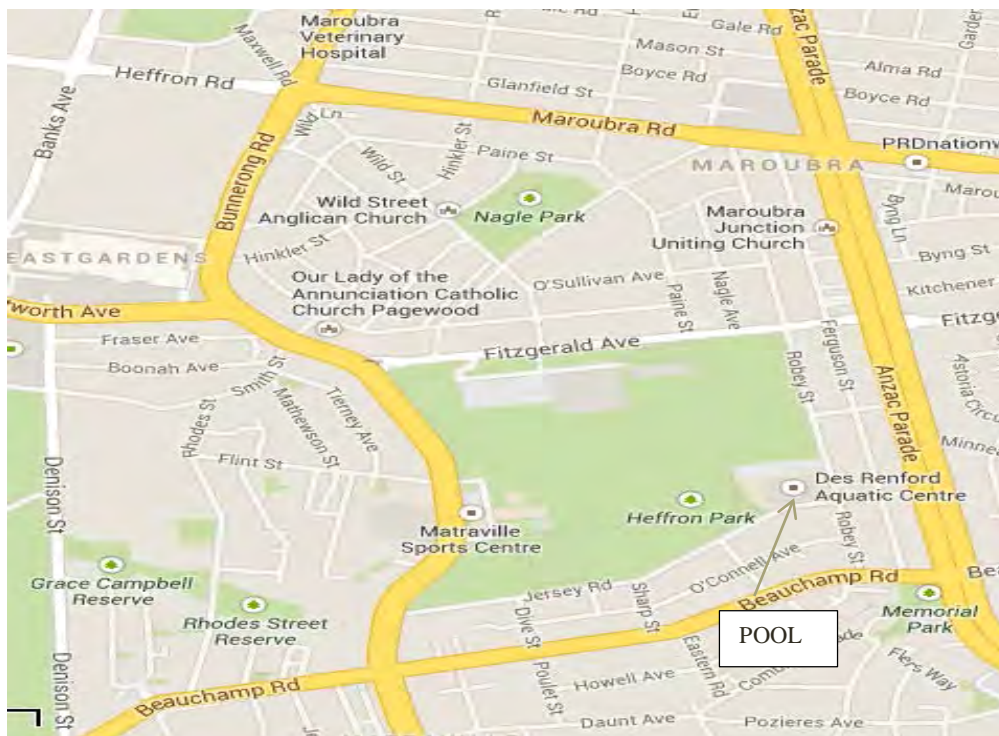 Maroubra
Veterinary
Hospital
Gale Rd
Anzac Parade
Mason St
Maxwell Rd
Heffron Rd
Boyce Rd
Alma Rd
Glanfield St
Boyce Rd
Banks Ave
Wild Ln
Hinkler St
Maroubra Rd
PRDnationw
Paine St
MAROUBRA
Wild St
Bunnerong Rd
Wild Street
Anglican Church
Nagle Park
Maroubra
Junction
Uniting Church
Byng Ln
Byng St
Hinkler St
EASTGARDENS
Our Lady of the
Annunciation Catholic
Church Pagewood
O'Sullivan Ave
Paine St
Nagle Ave
Kitchener
worth Ave
Fitzgerald Ave
Fraser Ave
Boonah Ave
Smith St
Tierney Ave
Mathewson St
Rhodes St
Robey St
Ferguson St
Anzac Parade
Flint St
Denison St
Des Renford
Aquatic Centre
Heffron Park
Matraville
Sports Centre
Robey St
O'Connell Ave
Grace Campbell
Reserve
Jersey Rd
Beauchamp Rd
Rhodes Street
Reserve
Sharp St
Dive St
Memorial
Park
POOL
Flers Way
Eastern Rd
Poulet St
Denison St
Beauchamp Rd
Howell Ave
Daunt Ave
Pozieres Ave